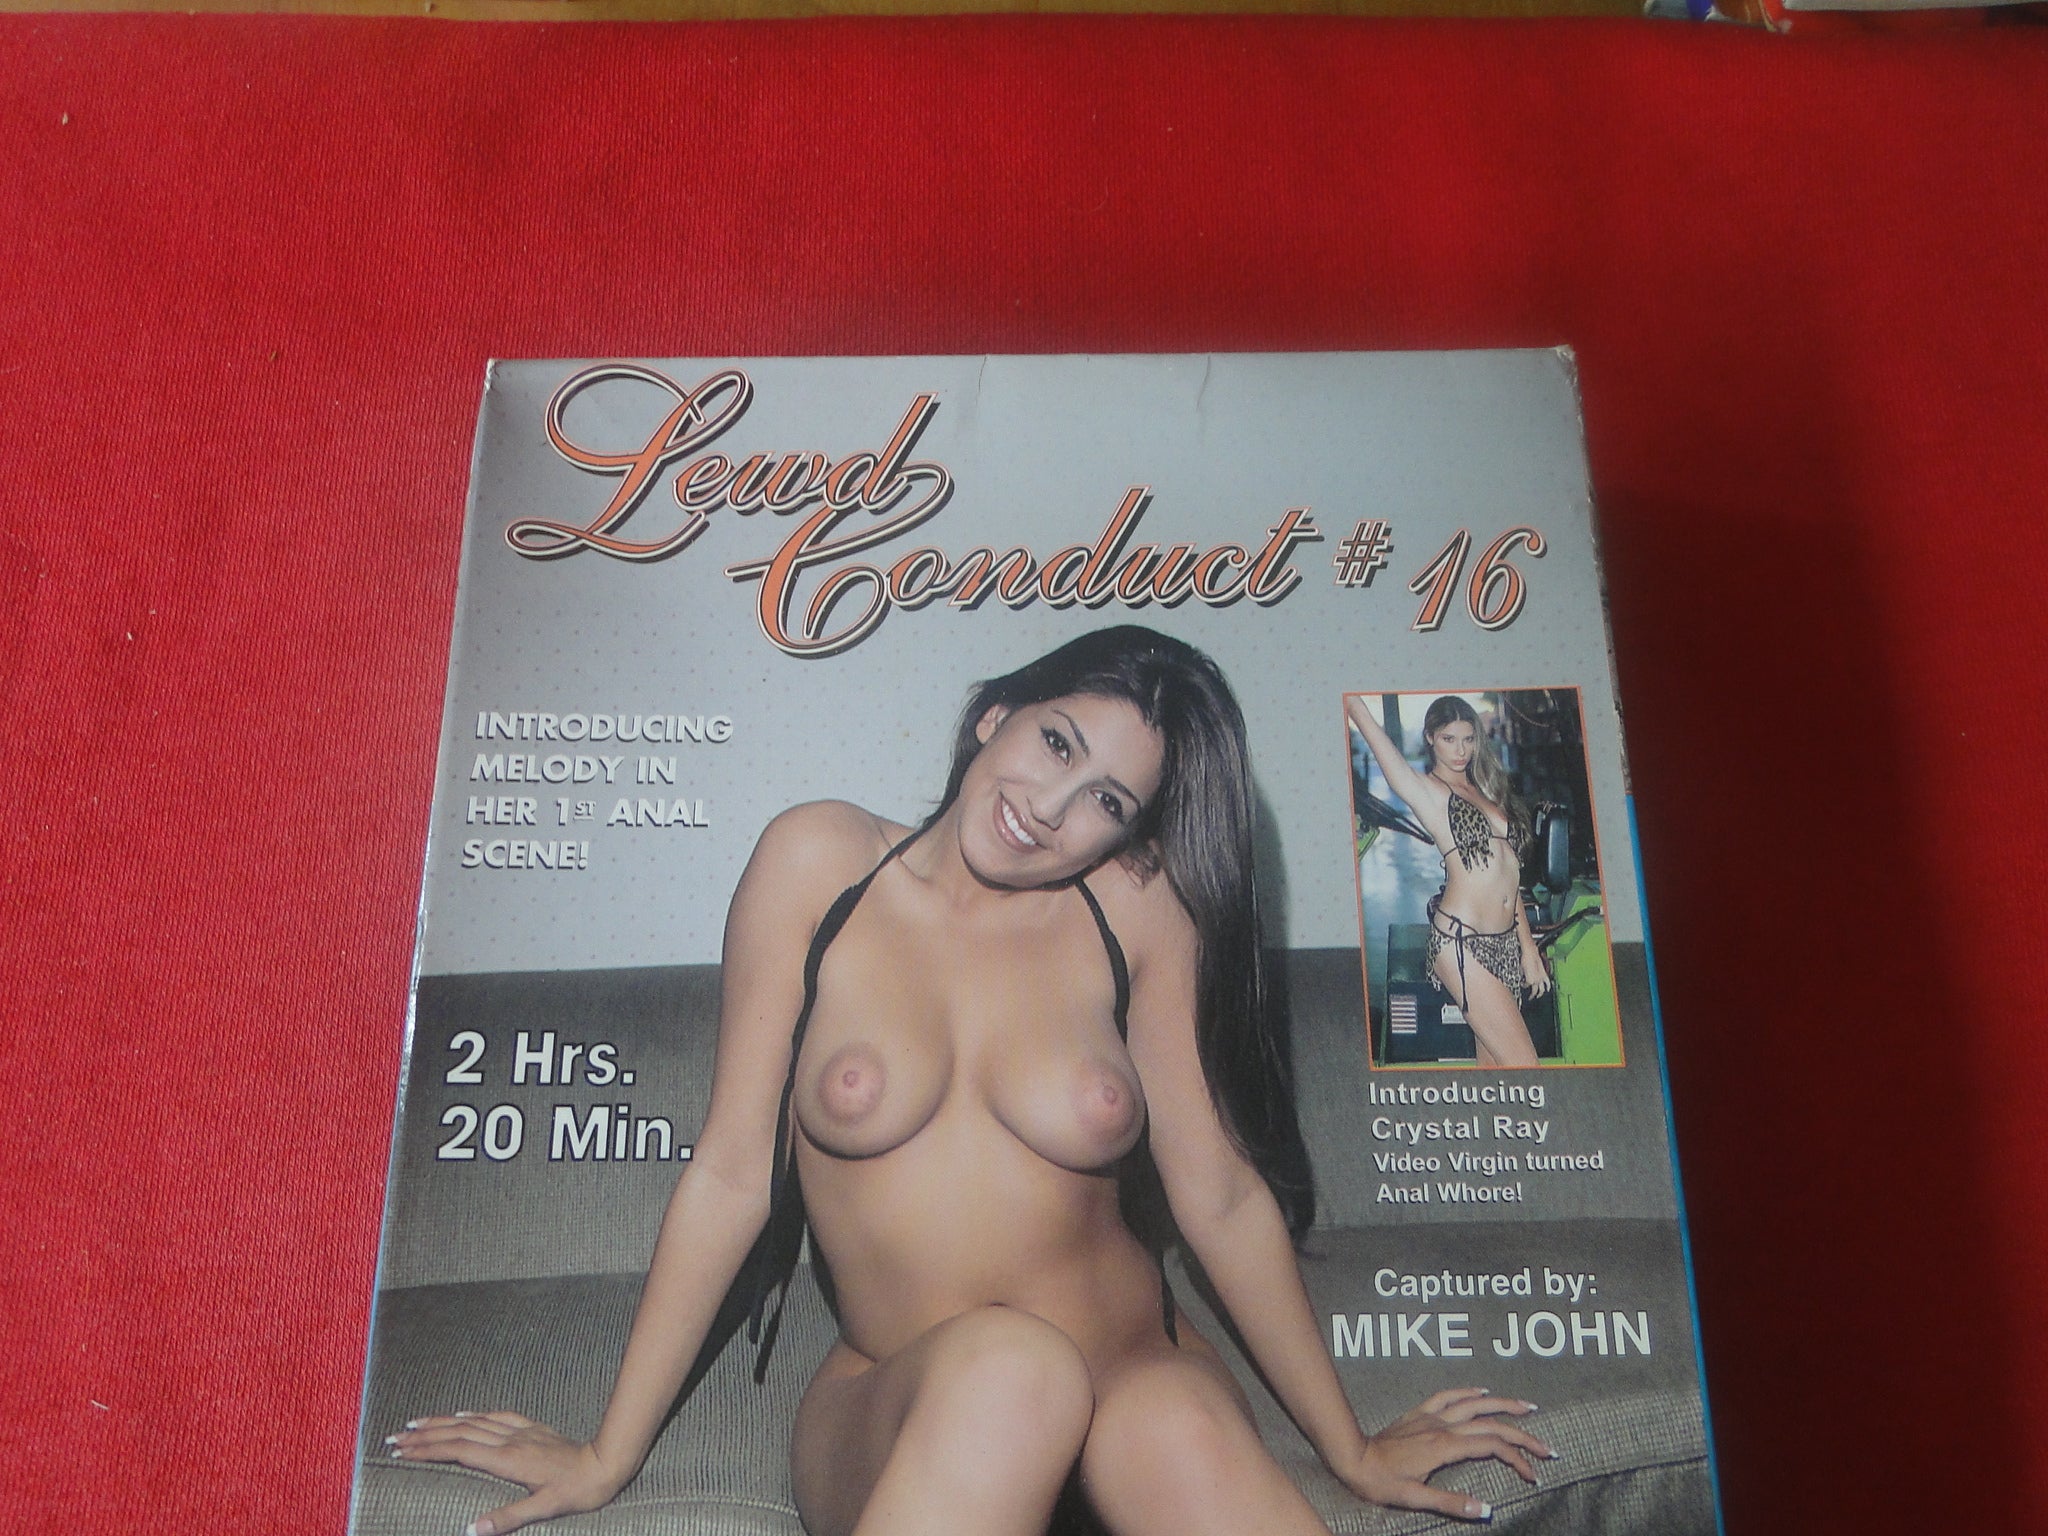 Lewd
Conduct # 16
INTRODUCING
MELODY IN
HER 1ST ANAL
SCENE!
2 Hrs.
20 Min.
Introducing
Crystal Ray
Video Virgin turned
Anal Whore!
Captured by:
MIKE JOHN